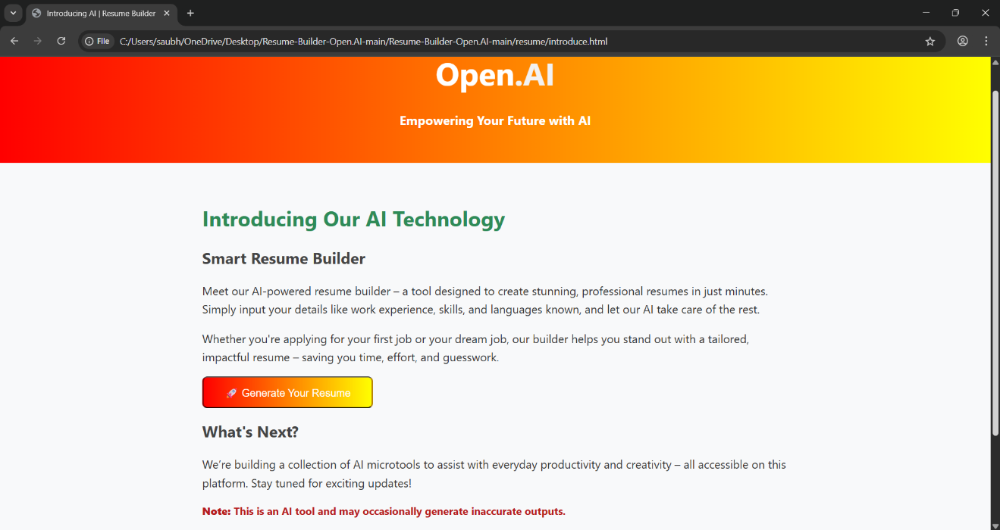 Introducing AI | Resume Builder
File
C:/Users/saubh/OneDrive/Desktop/Resume-Builder-Open.AI-main/Resume-Builder-Open.AI-main/resume/introduce.html
Open.AI
Empowering Your Future with AI
Introducing Our AI Technology
Smart Resume Builder
Meet our AI-powered resume builder – a tool designed to create stunning, professional resumes in just minutes.
Simply input your details like work experience, skills, and languages known, and let our AI take care of the rest.
Whether you're applying for your first job or your dream job, our builder helps you stand out with a tailored,
impactful resume – saving you time, effort, and guesswork.
🚀 Generate Your Resume
What's Next?
We’re building a collection of AI microtools to assist with everyday productivity and creativity – all accessible on this
platform. Stay tuned for exciting updates!
Note: This is an AI tool and may occasionally generate inaccurate outputs.